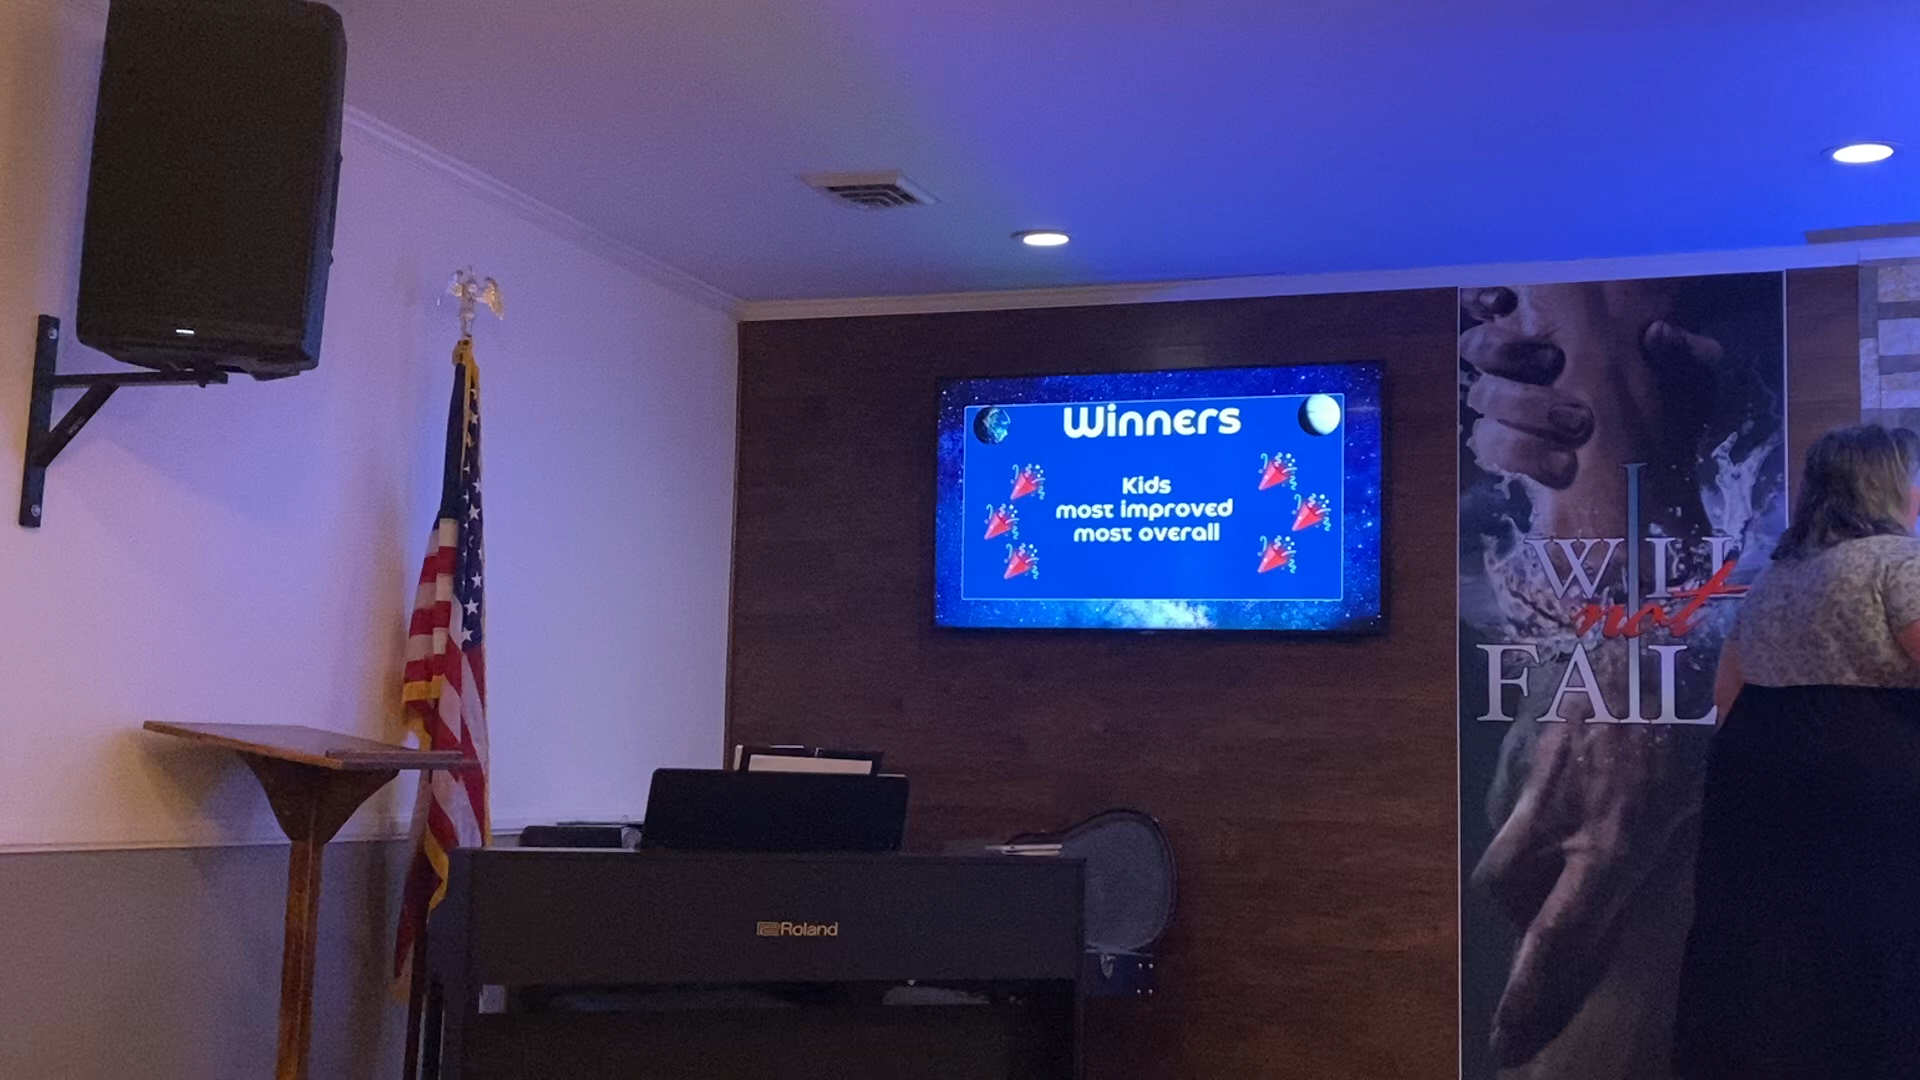 Winners
Kids
most improved
most overall
I
WILL
not
FAIL
Roland